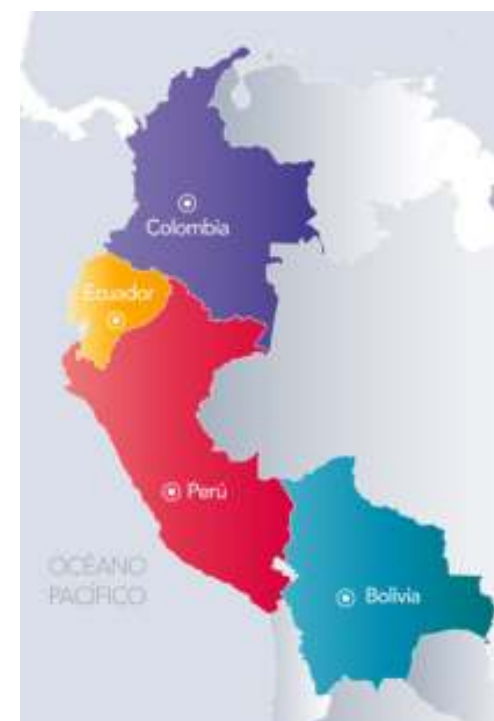 Colombia
Ecuador
Perú
OCÉANO
PACÍFICO
Bolivia